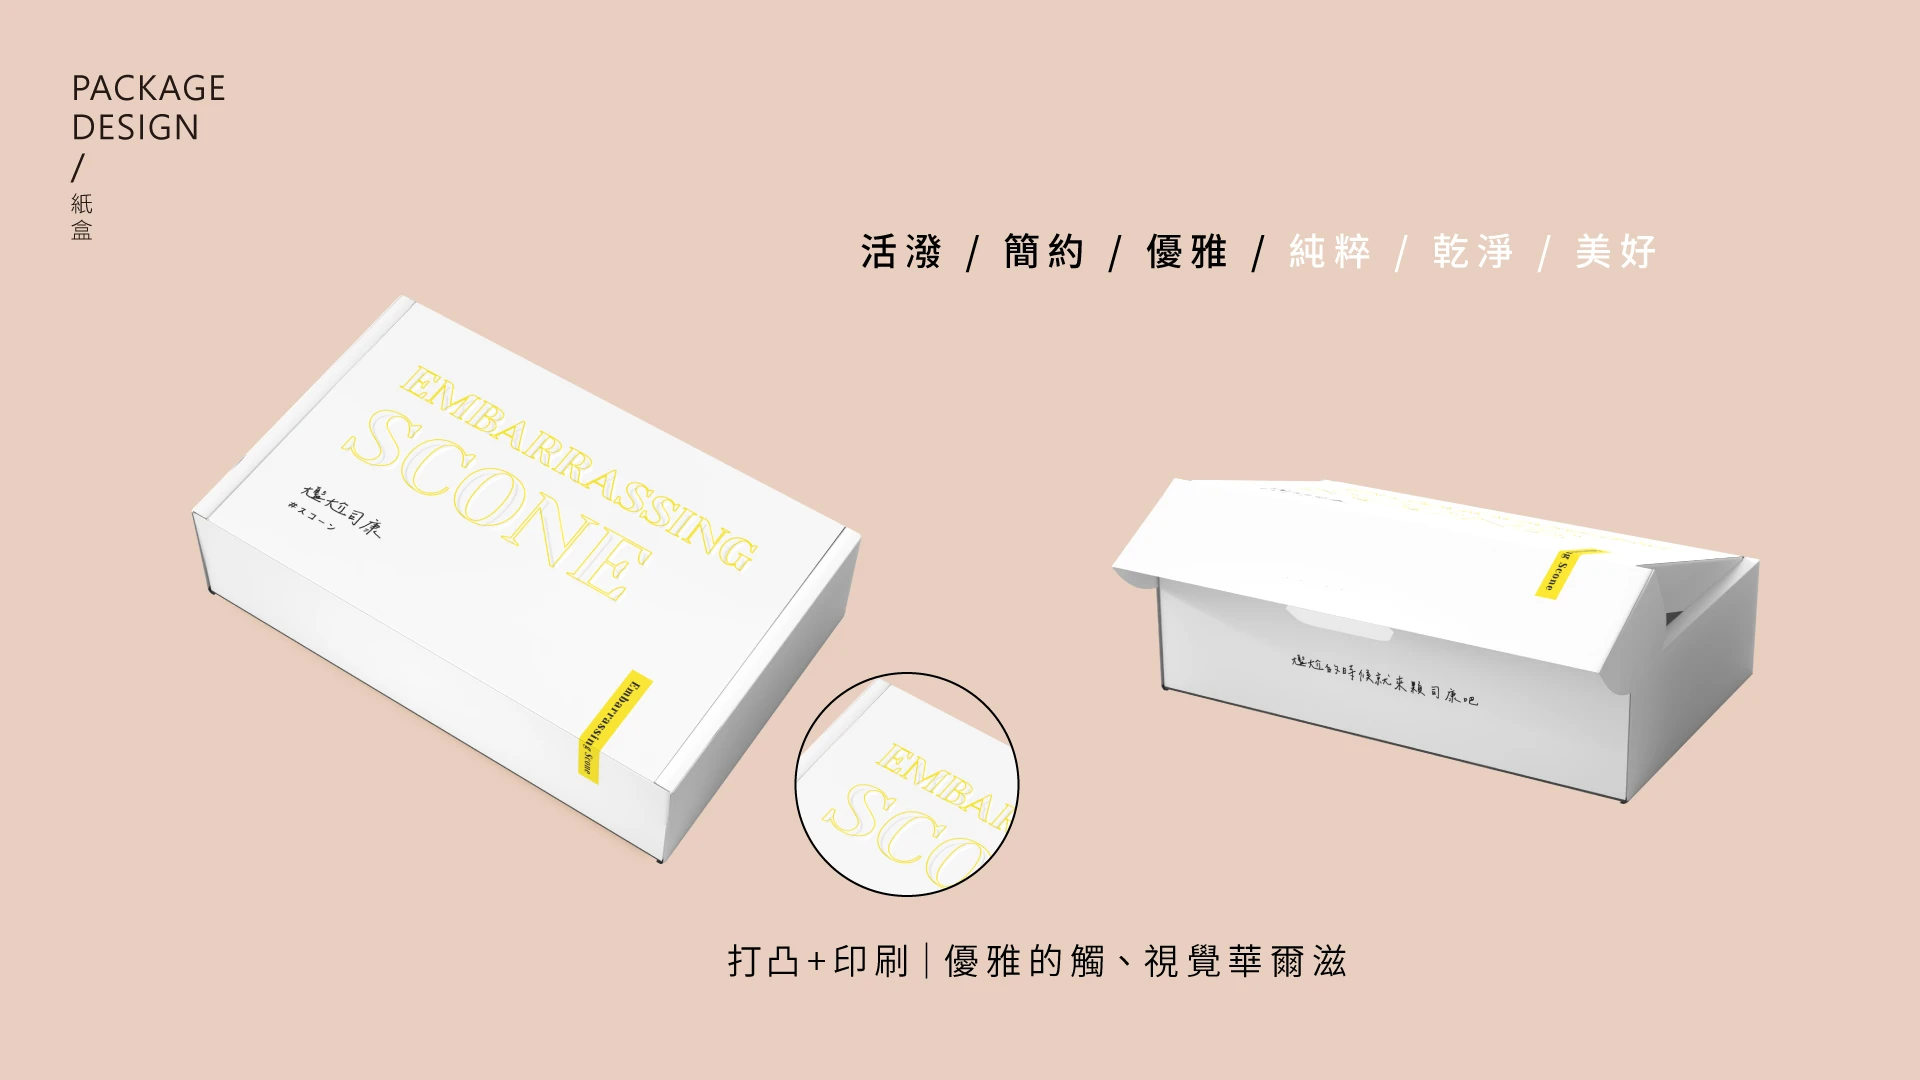 PACKAGE
DESIGN
/
紙
盒
活潑 / 簡約 / 優雅 / 純粹 / 乾淨 / 美好
EMBARRASSING
SCONE
尷尬司康
#スコーン
Embarrassing Scone
EMBAR
SCO
g Scone
尷尬的時候就來顆司康吧
打凸+印刷|優雅的觸、視覺華爾滋